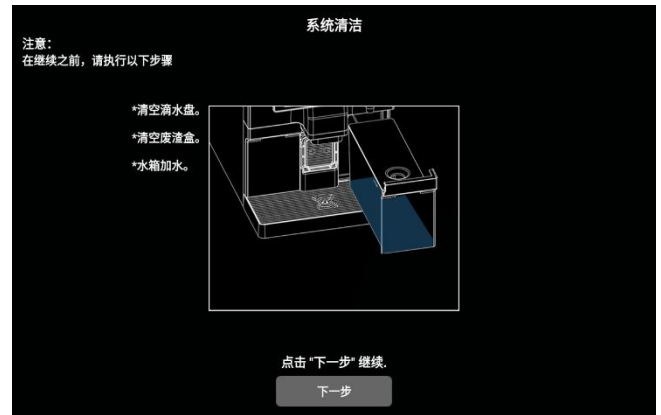 系统清洁
注意：
在继续之前，请执行以下步骤
*清空滴水盘。
*清空废渣盒。
*水箱加水。
点击 "下一步" 继续.
下一步